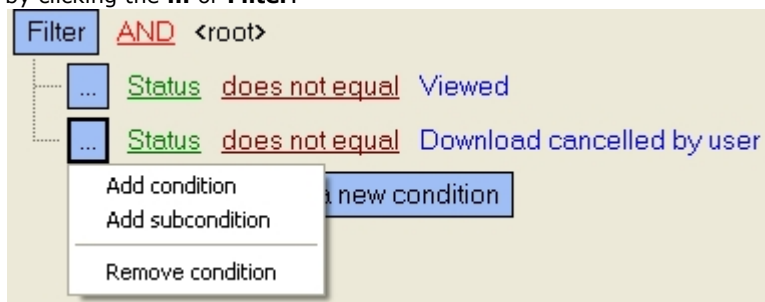 by clicking the ... or Filter.
Filter AND <root>
... Status does not equal Viewed
... Status does not equal Download cancelled by user
Add condition
a new condition
Add subcondition
Remove condition